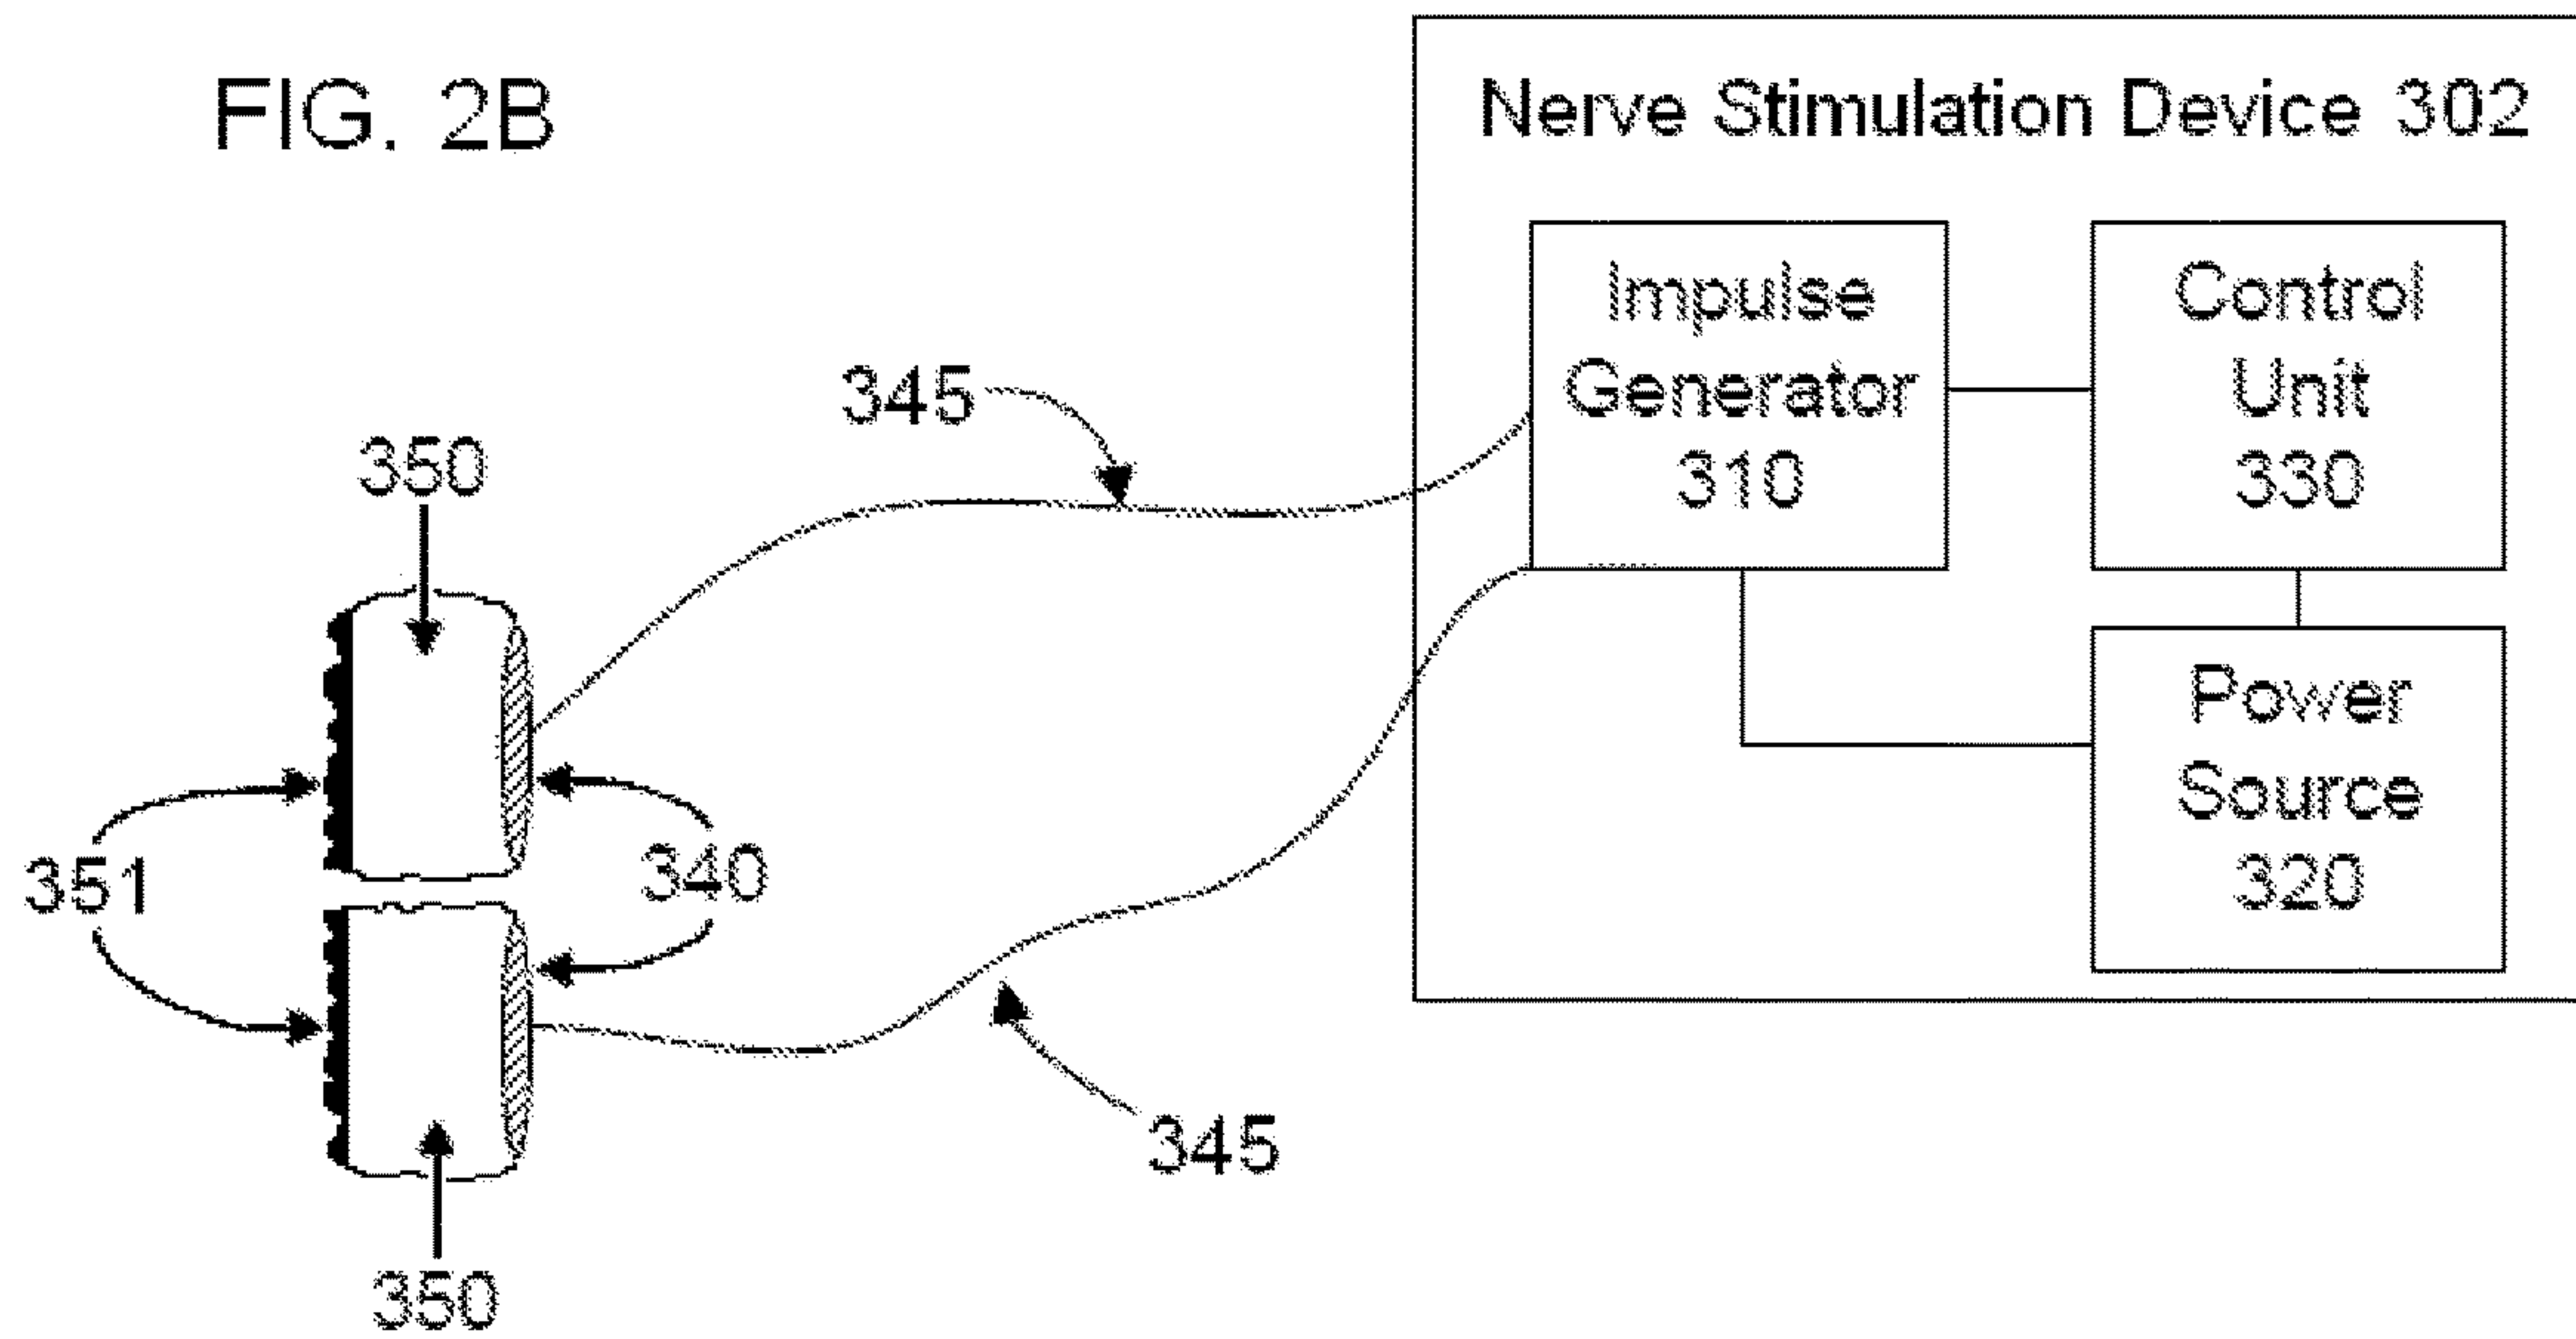 FIG. 2B
Nerve Stimulation Device 302
Impulse
Generator
310
Control
Unit
330
Power
Source
320
345
350
351
340
345
350